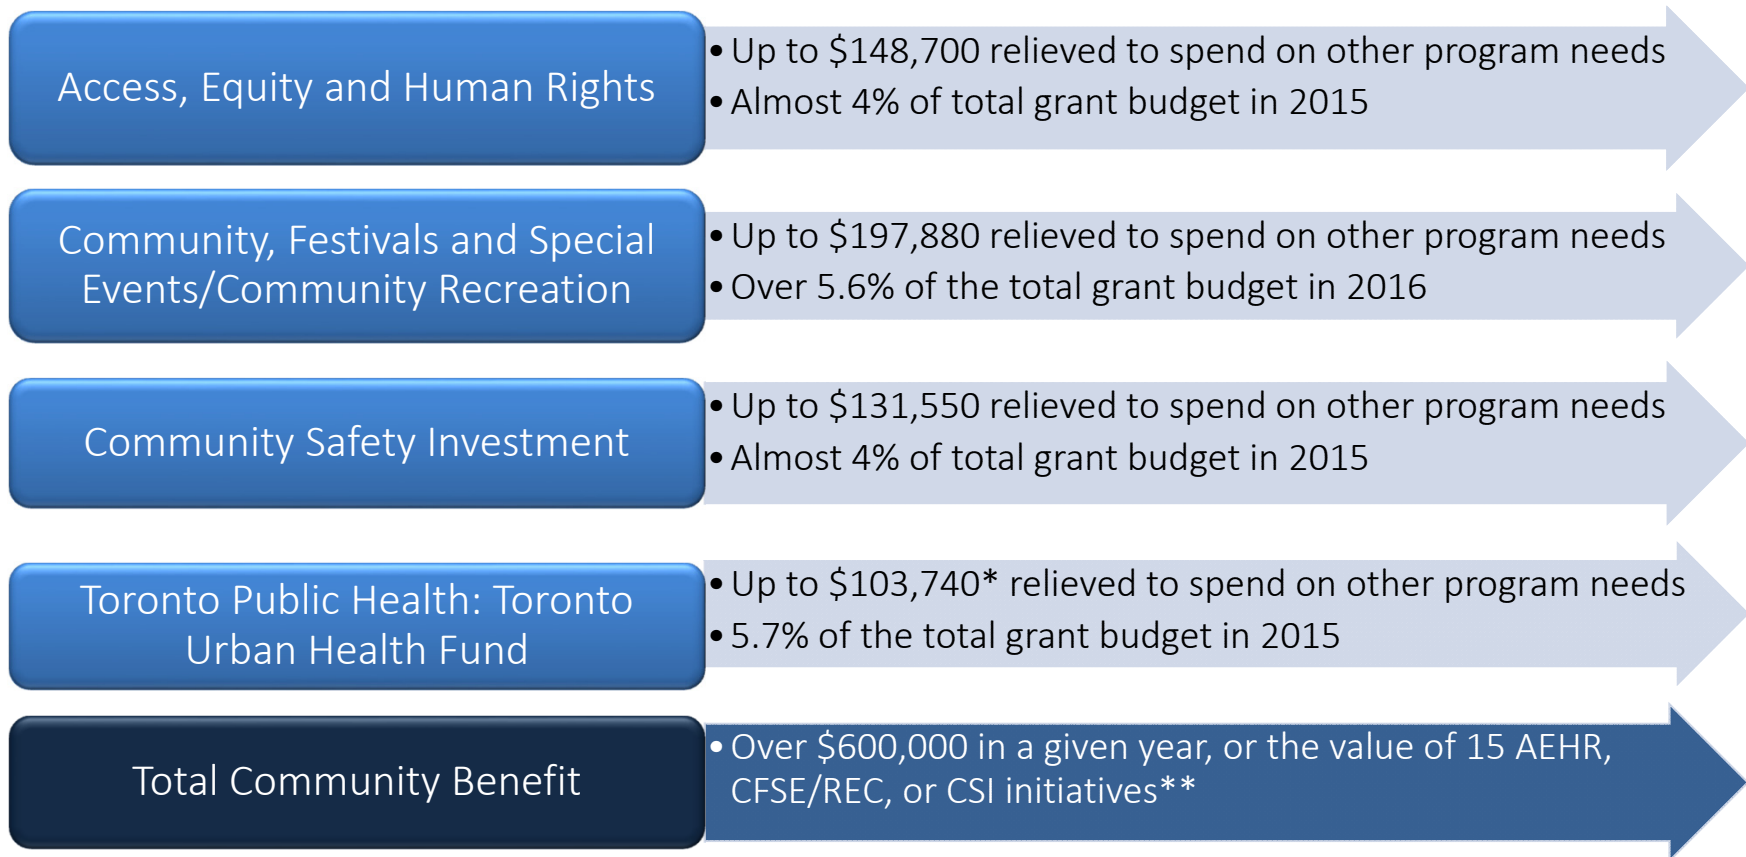 Access, Equity and Human Rights
• Up to $148,700 relieved to spend on other program needs
• Almost 4% of total grant budget in 2015
Community, Festivals and Special
Events/Community Recreation
• Up to $197,880 relieved to spend on other program needs
• Over 5.6% of the total grant budget in 2016
Community Safety Investment
• Up to $131,550 relieved to spend on other program needs
• Almost 4% of total grant budget in 2015
Toronto Public Health: Toronto
Urban Health Fund
• Up to $103,740* relieved to spend on other program needs
• 5.7% of the total grant budget in 2015
Total Community Benefit
• Over $600,000 in a given year, or the value of 15 AEHR,
CFSE/REC, or CSI initiatives**